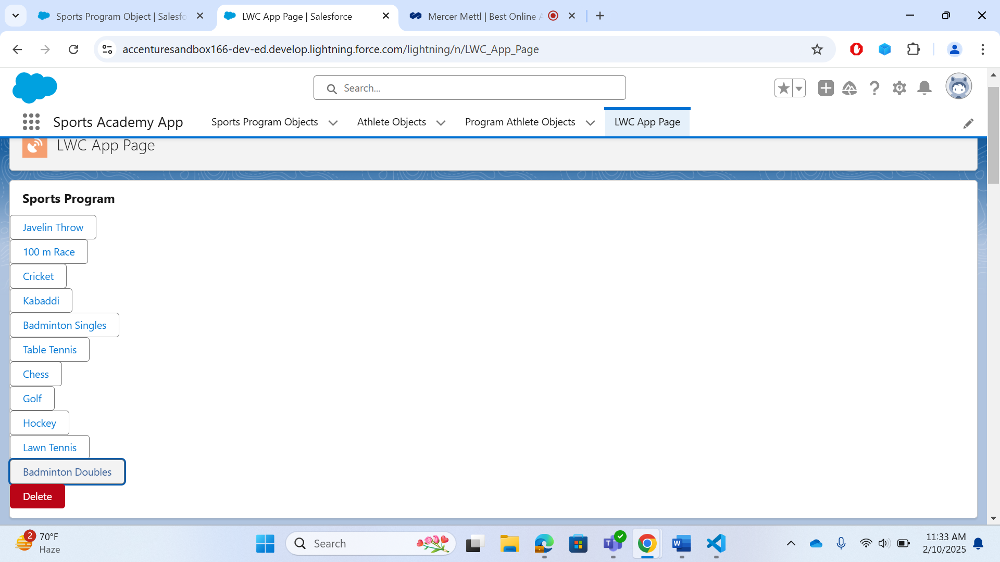 Sports Program Object | Salesfo
LWC App Page | Salesforce
Mercer Mettl | Best Online A
accenturesandbox166-dev-ed.develop.lightning.force.com/lightning/n/LWC_App_Page
Search...
Sports Academy App
Sports Program Objects
Athlete Objects
Program Athlete Objects
LWC App Page
LWC App Page
Sports Program
Javelin Throw
100 m Race
Cricket
Kabaddi
Badminton Singles
Table Tennis
Chess
Golf
Hockey
Lawn Tennis
Badminton Doubles
Delete
2
70°F
Haze
Search
T
W
11:33 AM
2/10/2025